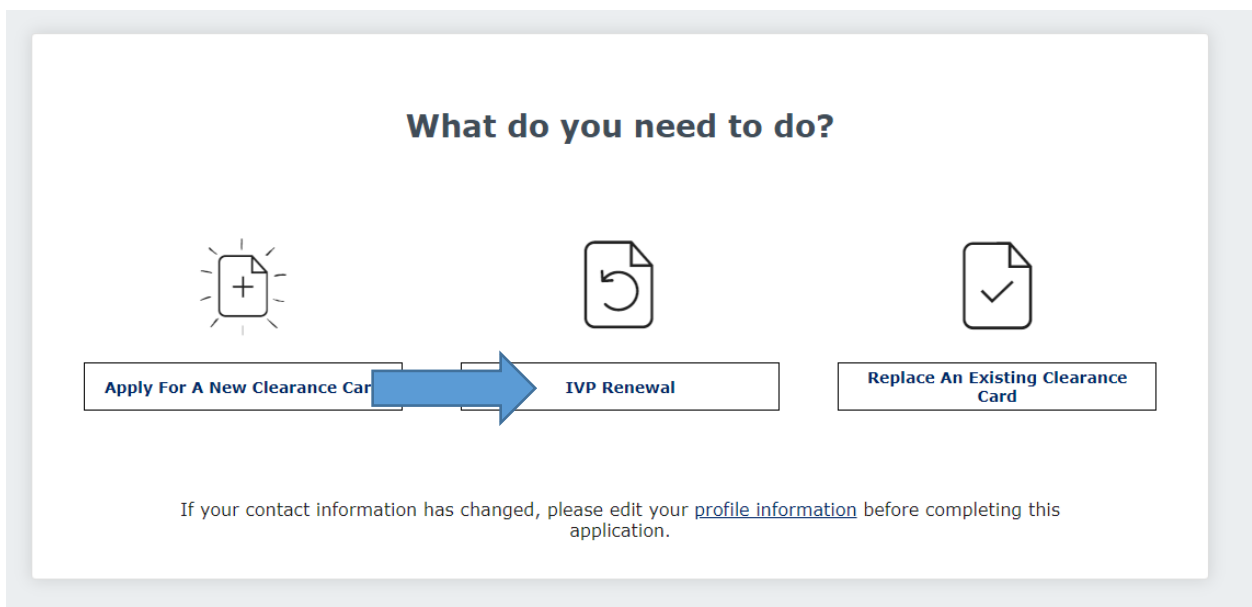 What do you need to do?
Apply For A New Clearance Car
IVP Renewal
Replace An Existing Clearance
Card
If your contact information has changed, please edit your profile information before completing this
application.